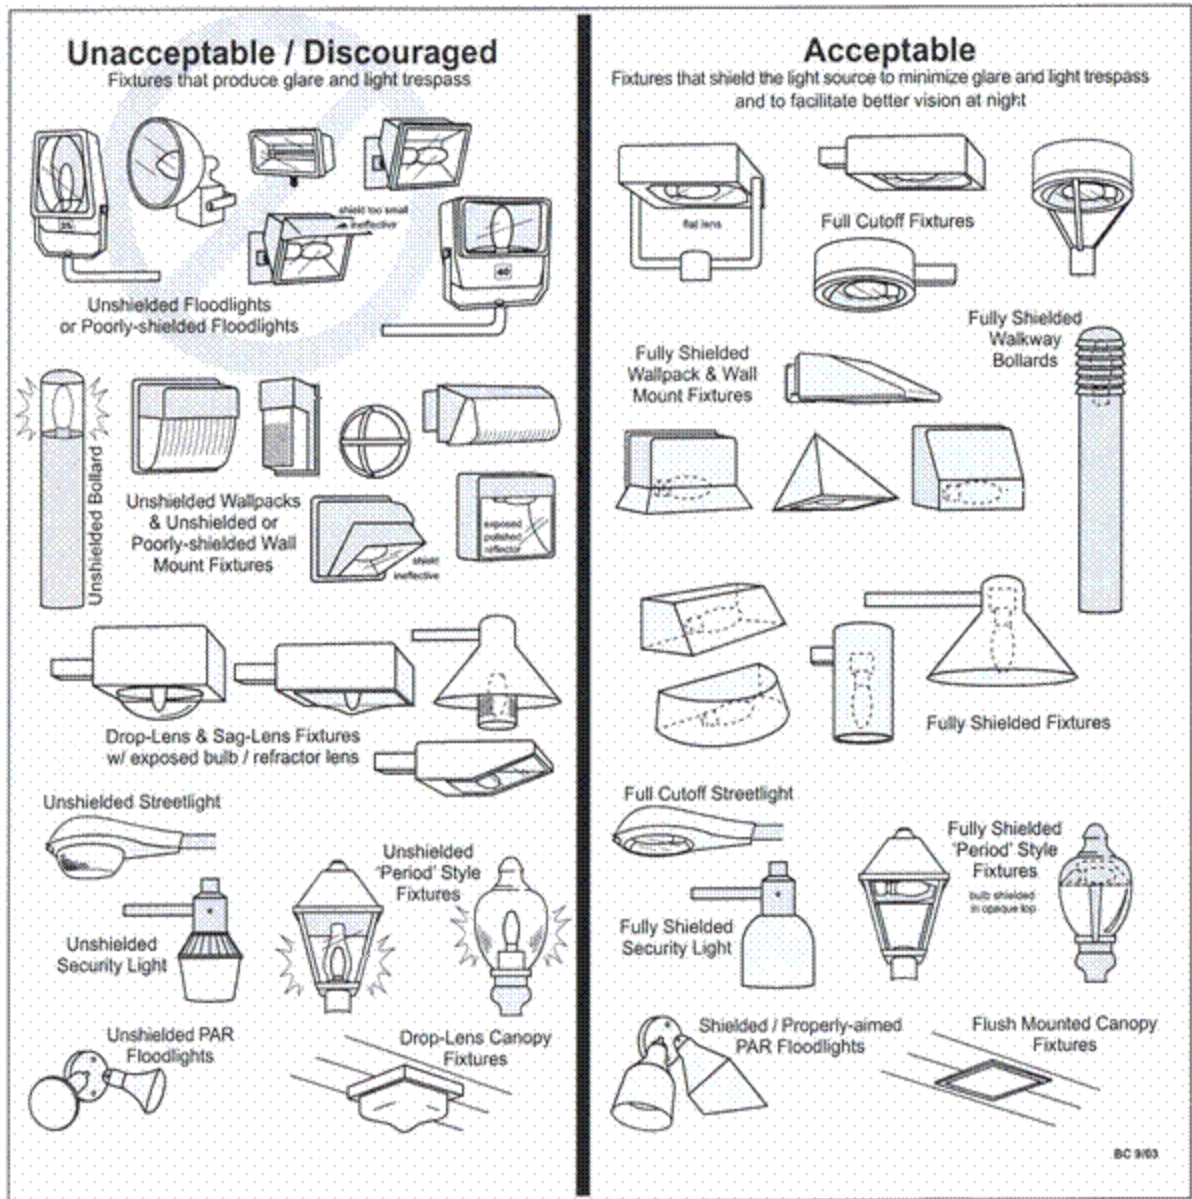 Unacceptable / Discouraged
Fixtures that produce glare and light trespass
shield too small
ineffective
Unshielded Floodlights
or Poorly-shielded Floodlights
Unshielded Bollard
Unshielded Wallpacks
& Unshielded or
Poorly-shielded Wall
Mount Fixtures
exposed
polished
reflector
shield
ineffective
Drop-Lens & Sag-Lens Fixtures
w/ exposed bulb / refractor lens
Unshielded Streetlight
Unshielded
'Period' Style
Fixtures
Unshielded
Security Light
Unshielded PAR
Floodlights
Drop-Lens Canopy
Fixtures
Acceptable
Fixtures that shield the light source to minimize glare and light trespass
and to facilitate better vision at night
flat lens
Full Cutoff Fixtures
Fully Shielded
Walkway
Bollards
Fully Shielded
Wallpack & Wall
Mount Fixtures
Fully Shielded Fixtures
Full Cutoff Streetlight
Fully Shielded
'Period' Style
Fixtures
bulb shielded
in opaque top
Fully Shielded
Security Light
Shielded / Properly-aimed
PAR Floodlights
Flush Mounted Canopy
Fixtures
BC 9/03